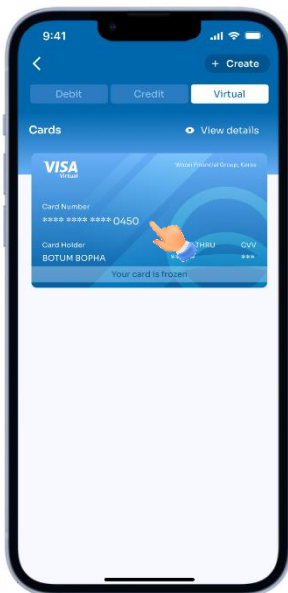 9:41
+ Create
Debit Credit Virtual
Cards View details
VISA
Virtual
Woori Financial Group, Korea
Card Number
**** **** **** 0450
Card Holder THRU CVV
BOTUM BOPHA ***
Your card is frozen